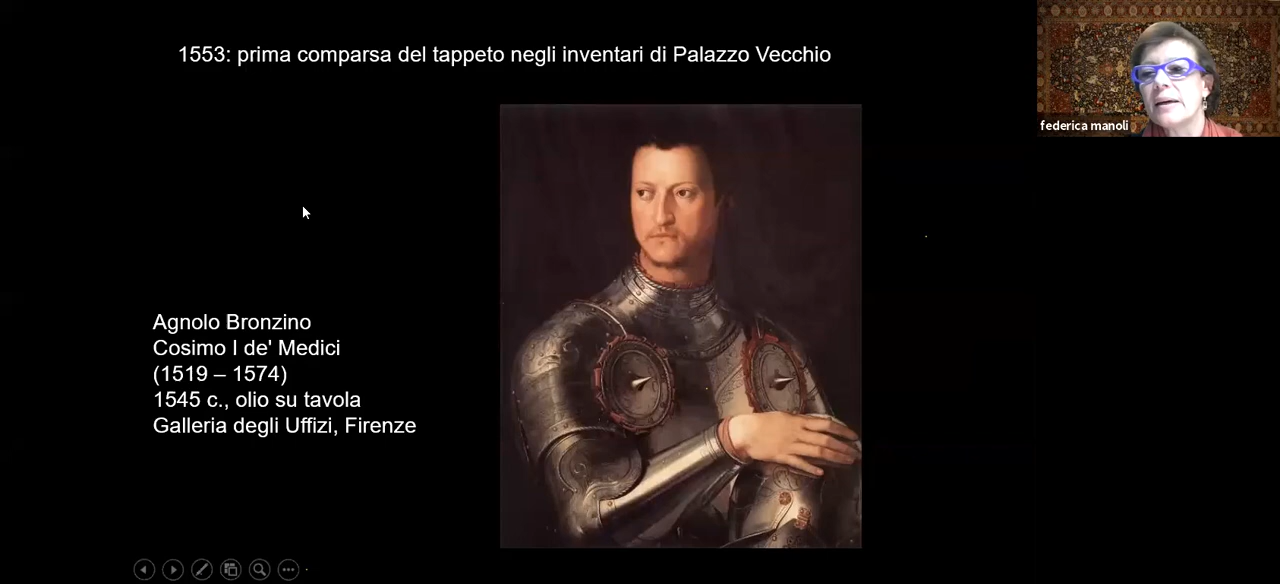 1553: prima comparsa del tappeto negli inventari di Palazzo Vecchio
federica manoli
Agnolo Bronzino
Cosimo I de' Medici
(1519 – 1574)
1545 c., olio su tavola
Galleria degli Uffizi, Firenze